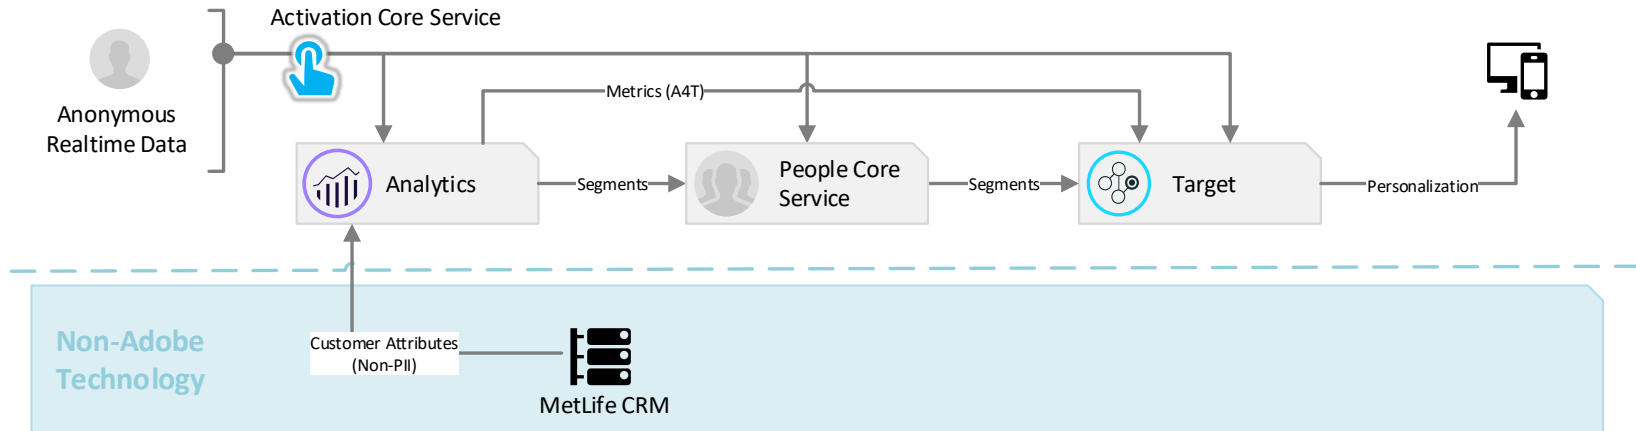 Activation Core Service
Anonymous
Realtime Data
Metrics (A4T)
Analytics
Segments
People Core
Service
Segments
Target
Personalization
Non-Adobe
Technology
Customer Attributes
(Non-PII)
MetLife CRM